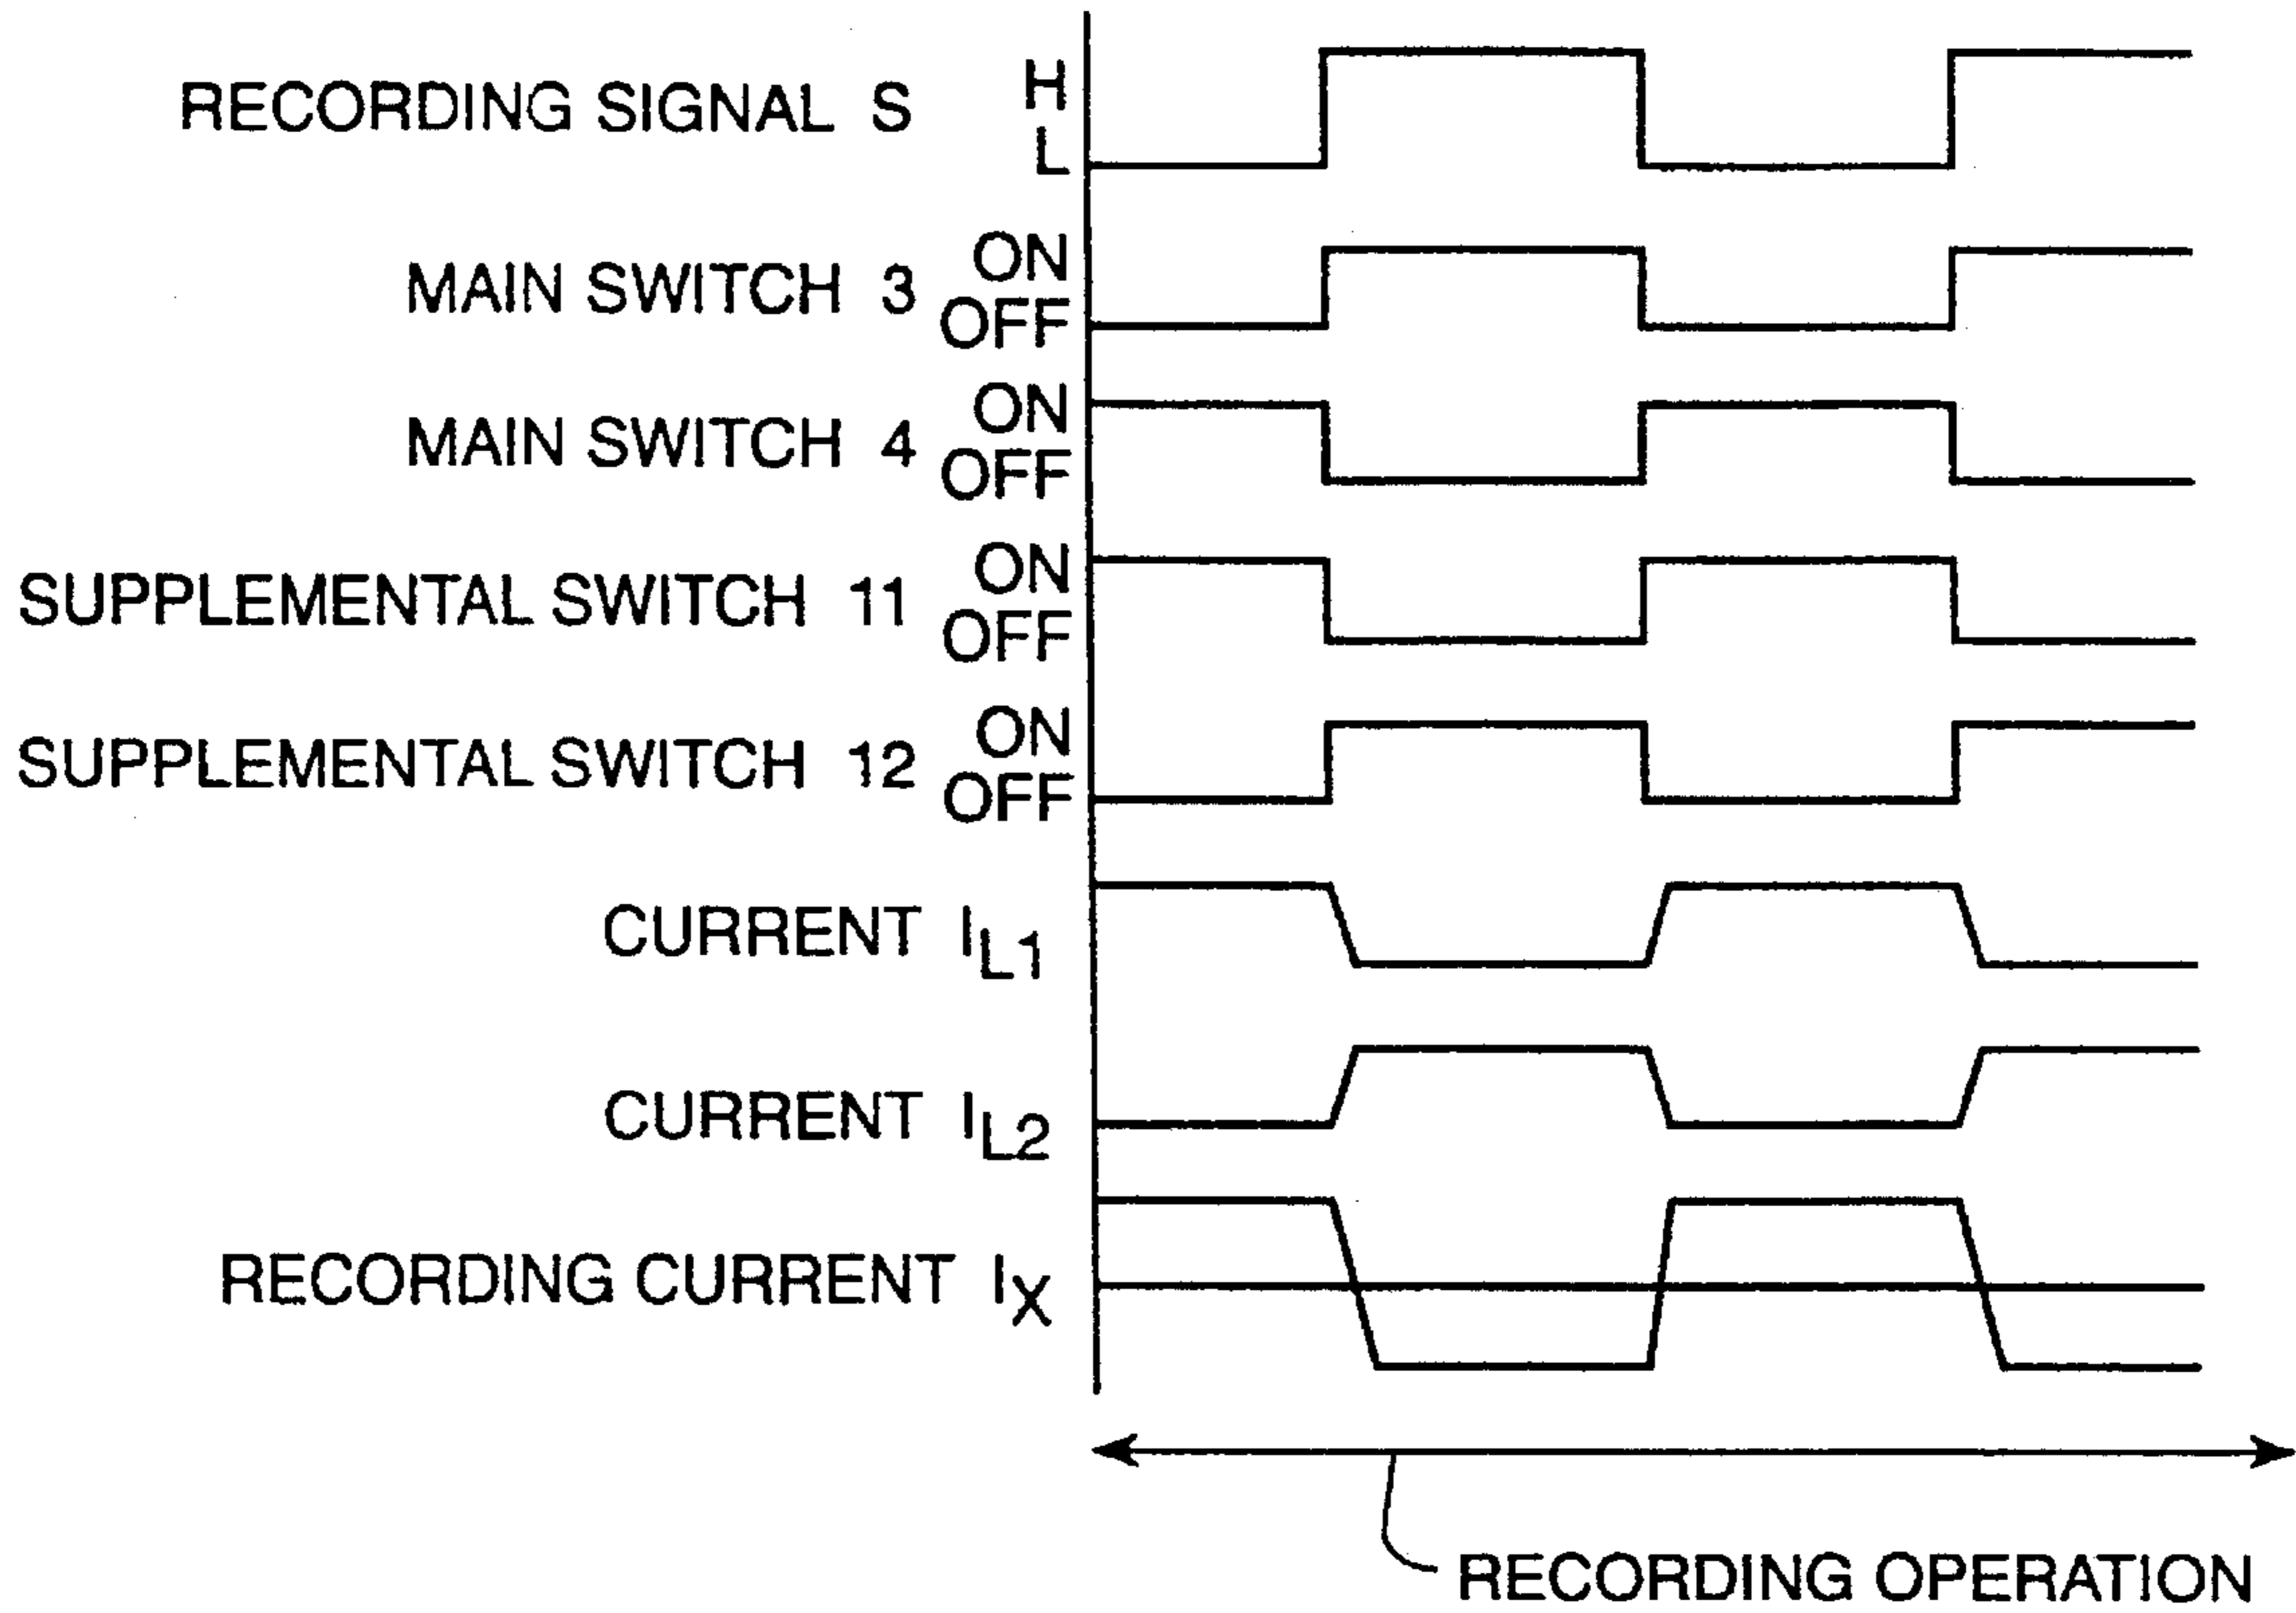 RECORDING SIGNAL S H
L
MAIN SWITCH 3 ON
OFF
MAIN SWITCH 4 ON
OFF
SUPPLEMENTAL SWITCH 11 ON
OFF
SUPPLEMENTAL SWITCH 12 ON
OFF
CURRENT IL1
CURRENT IL2
RECORDING CURRENT IX
RECORDING OPERATION